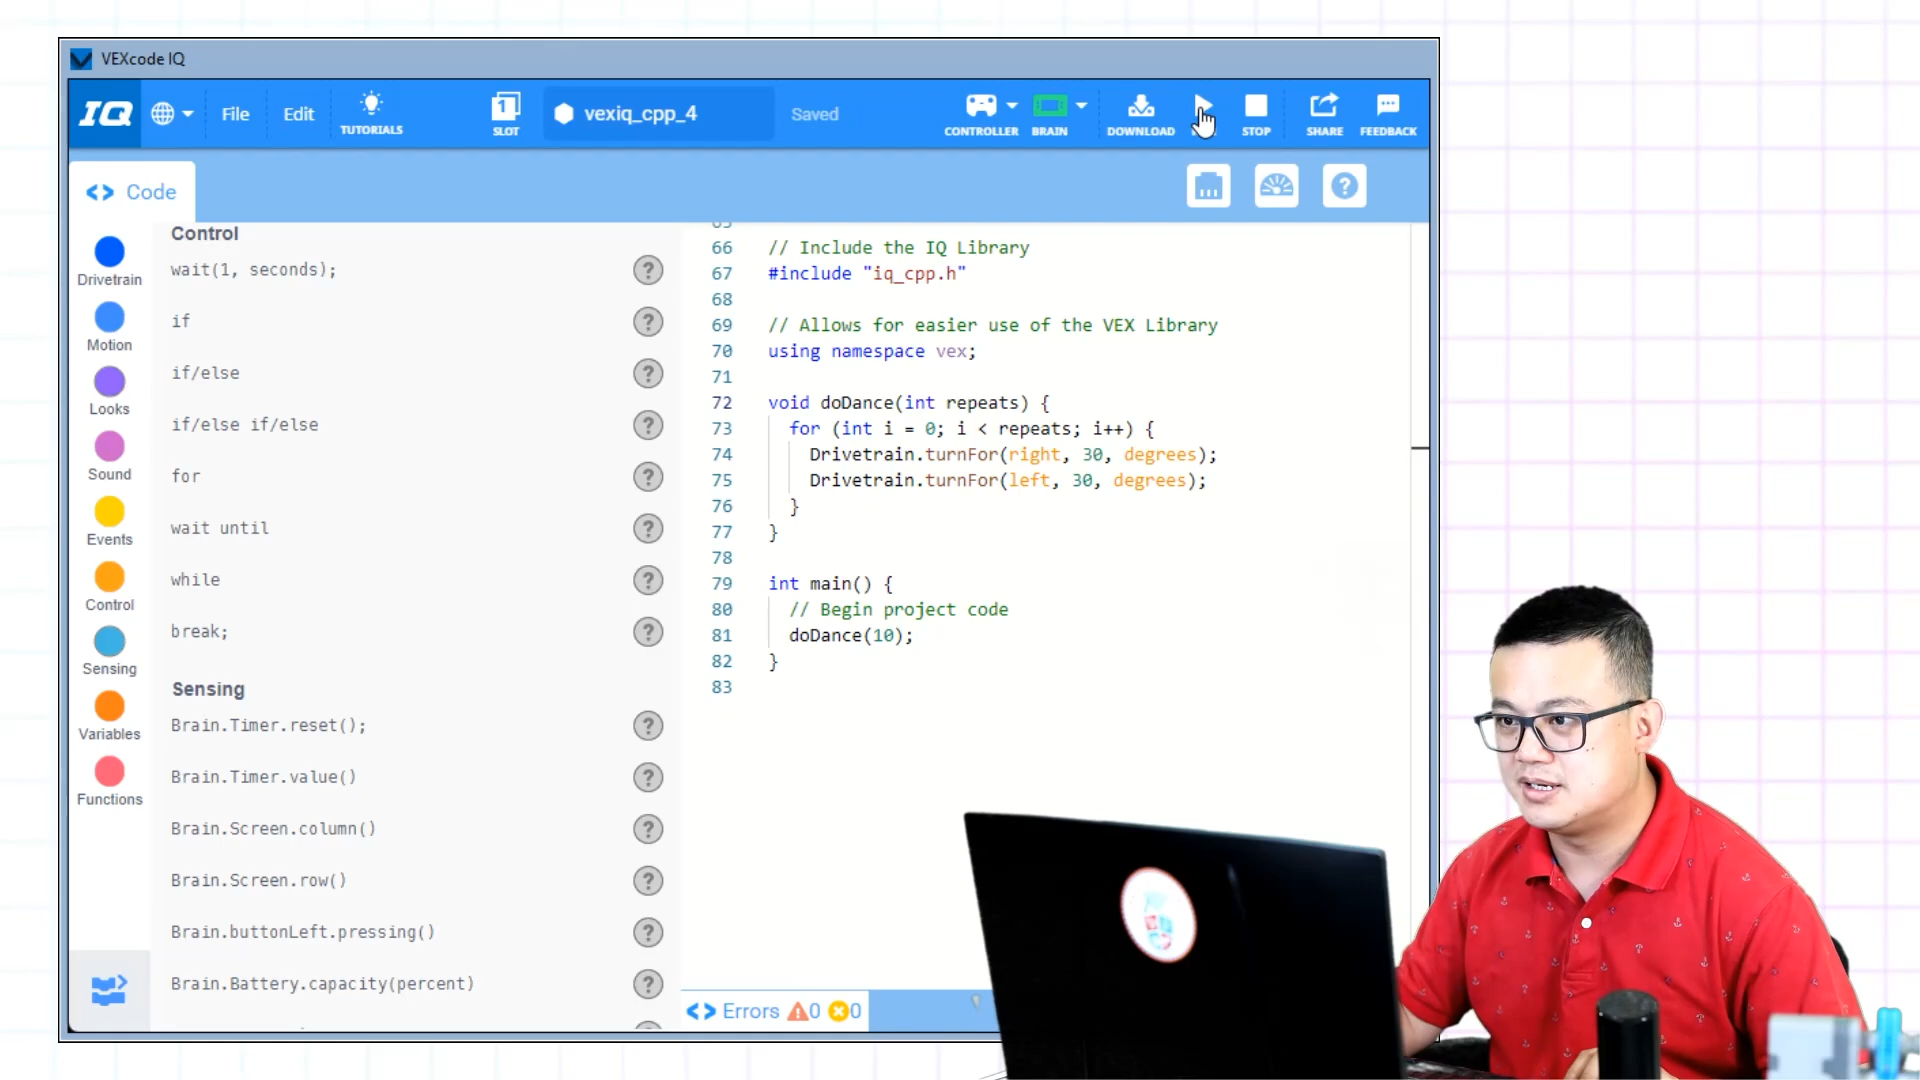 VEXcode IQ
IQ
File
Edit
TUTORIALS
1
SLOT
vexiq_cpp_4
Saved
CONTROLLER
BRAIN
DOWNLOAD
STOP
SHARE
FEEDBACK
<> Code
?
Drivetrain
Motion
Looks
Sound
Events
Control
Sensing
Variables
Functions
Control
wait(1, seconds); ?
if ?
if/else ?
if/else if/else ?
for ?
wait until ?
while ?
break; ?
Sensing
Brain.Timer.reset(); ?
Brain.Timer.value() ?
Brain.Screen.column() ?
Brain.Screen.row() ?
Brain.buttonLeft.pressing() ?
Brain.Battery.capacity(percent) ?
66 // Include the IQ Library
67 #include "iq_cpp.h"
68
69 // Allows for easier use of the VEX Library
70 using namespace vex;
71
72 void doDance(int repeats) {
73 for (int i = 0; i < repeats; i++) {
74 Drivetrain.turnFor(right, 30, degrees);
75 Drivetrain.turnFor(left, 30, degrees);
76 }
77 }
78
79 int main() {
80 // Begin project code
81 doDance(10);
82 }
83
<> Errors 0 0